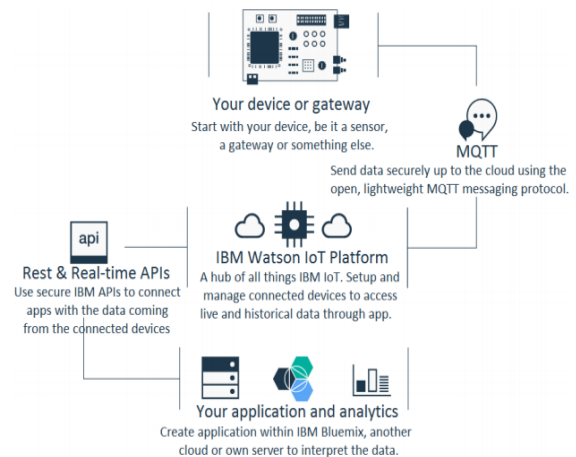 Your device or gateway
Start with your device, be it a sensor,
a gateway or something else.
MQTT
Send data securely up to the cloud using the
open, lightweight MQTT messaging protocol.
api
Rest & Real-time APIs
Use secure IBM APIs to connect
apps with the data coming
from the connected devices
IBM Watson IoT Platform
A hub of all things IBM IoT. Setup and
manage connected devices to access
live and historical data through app.
Your application and analytics
Create application within IBM Bluemix, another
cloud or own server to interpret the data.